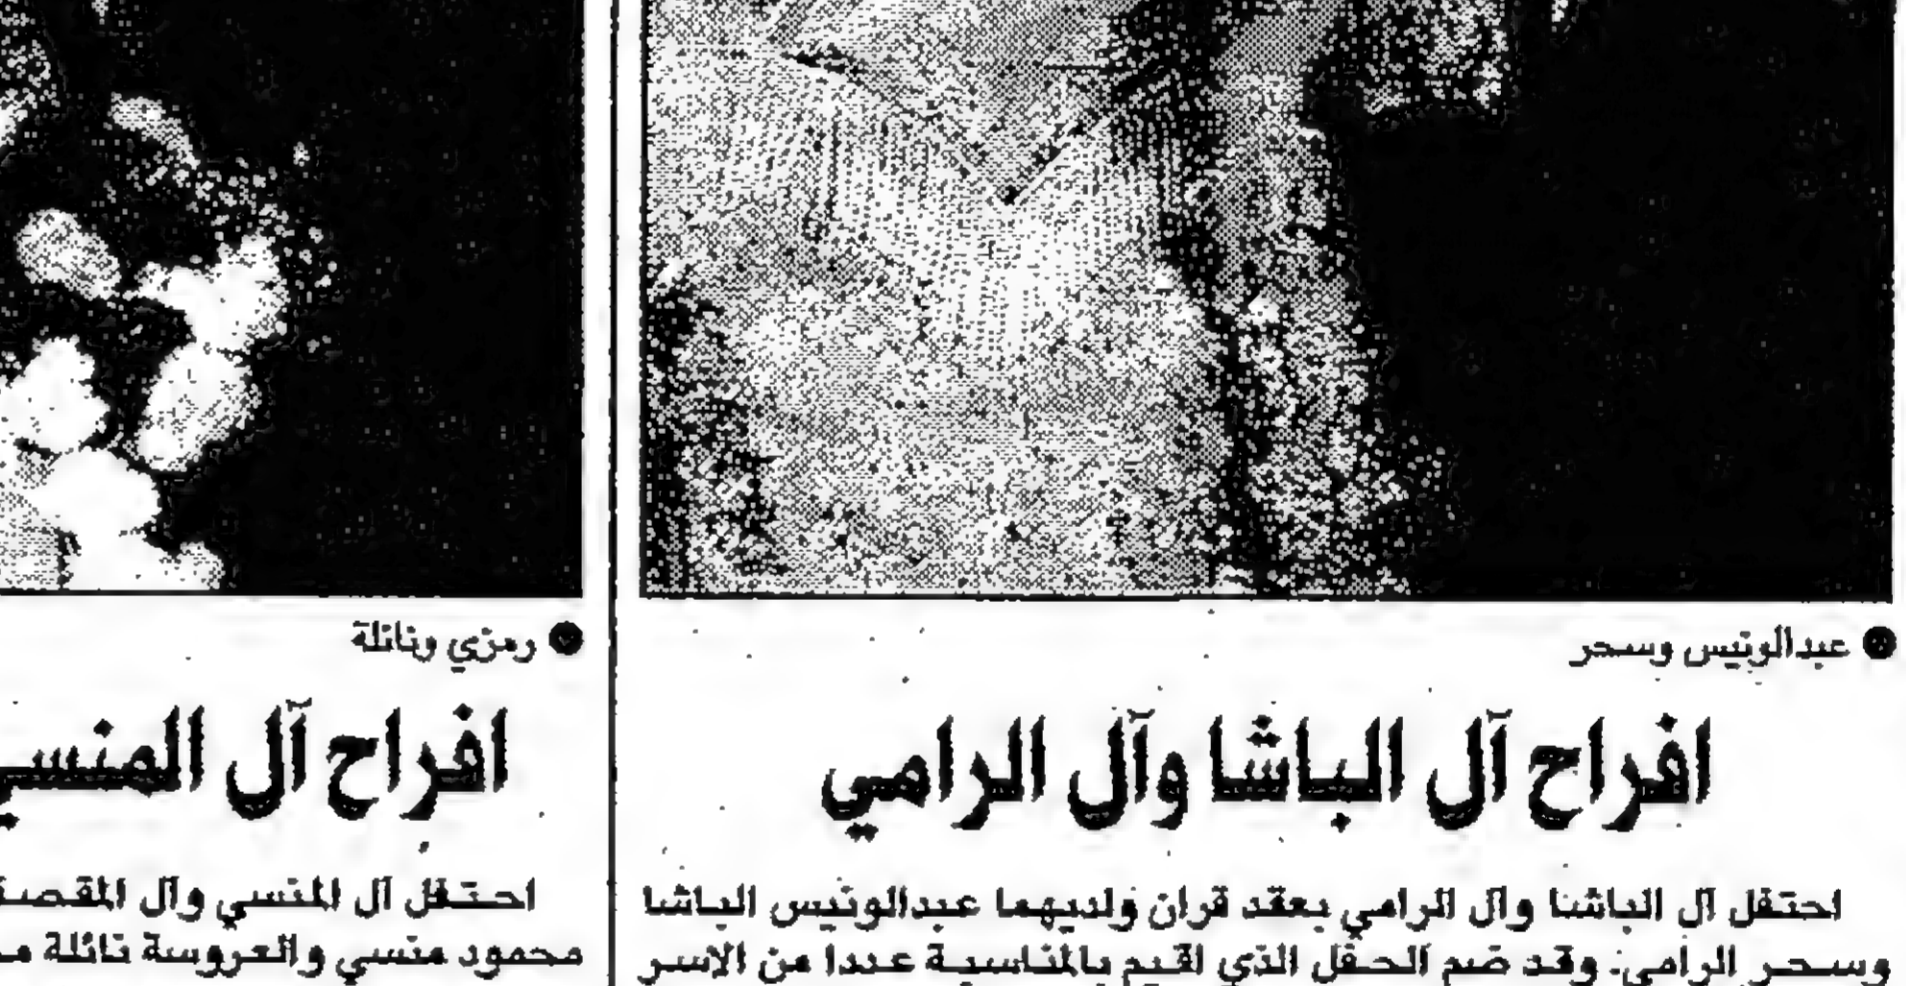 ● عبدالونيس وسحر
افراح آل الباشا وآل الرامي
احتفل آل الباشا وآل الرامي بعقد قران ولديهما عبدالونيس الباشا
وسحر الرامي. وقد ضم الحفل الذي اقيم بالمناسبة عددا من الاسر
● رمزي ونائلة
افراح آل المنسي
احتفل آل المنسي وآل
محمود منسي والعروسة نائلة